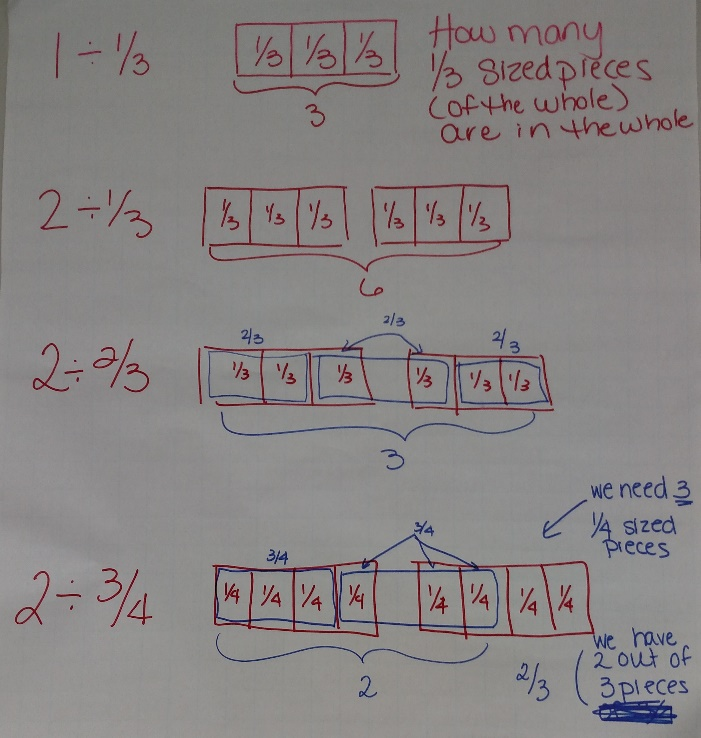 1 ÷ 1/3
1/3 1/3 1/3
3
How many
1/3 sized pieces
(of the whole)
are in the whole
2 ÷ 1/3
1/3 1/3 1/3 1/3 1/3 1/3
6
2 ÷ 2/3
2/3 2/3 2/3
1/3 1/3 1/3 1/3 1/3 1/3
3
we need 3
1/4 sized
pieces
2 ÷ 3/4
3/4 3/4
1/4 1/4 1/4 1/4 1/4 1/4 1/4 1/4
2
2/3
we have
2 out of
3 pieces